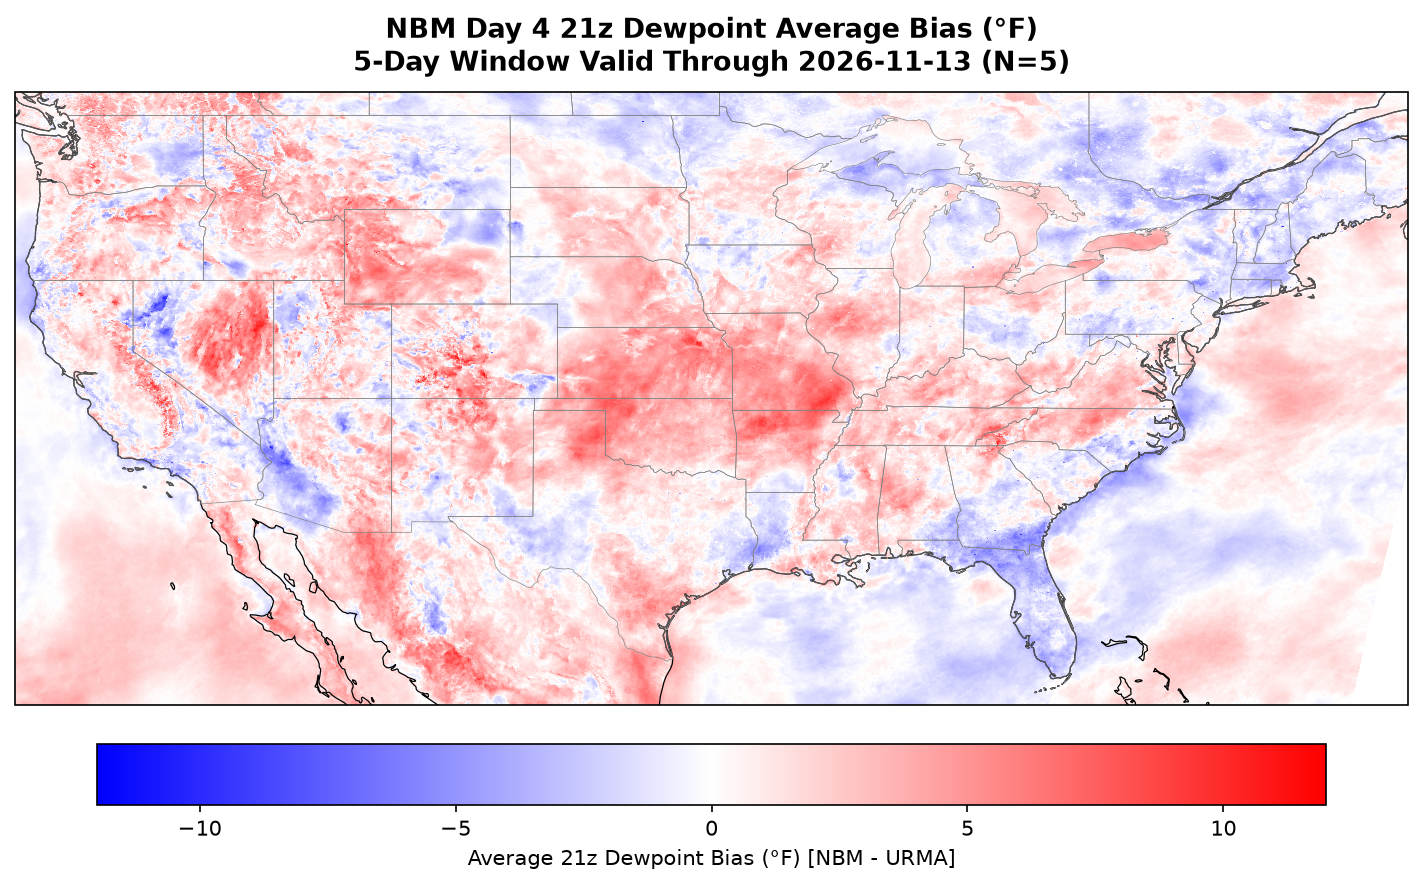 NBM Day 4 21z Dewpoint Average Bias (°F)
5-Day Window Valid Through 2026-11-13 (N=5)
−10 −5 0 5 10
Average 21z Dewpoint Bias (°F) [NBM - URMA]